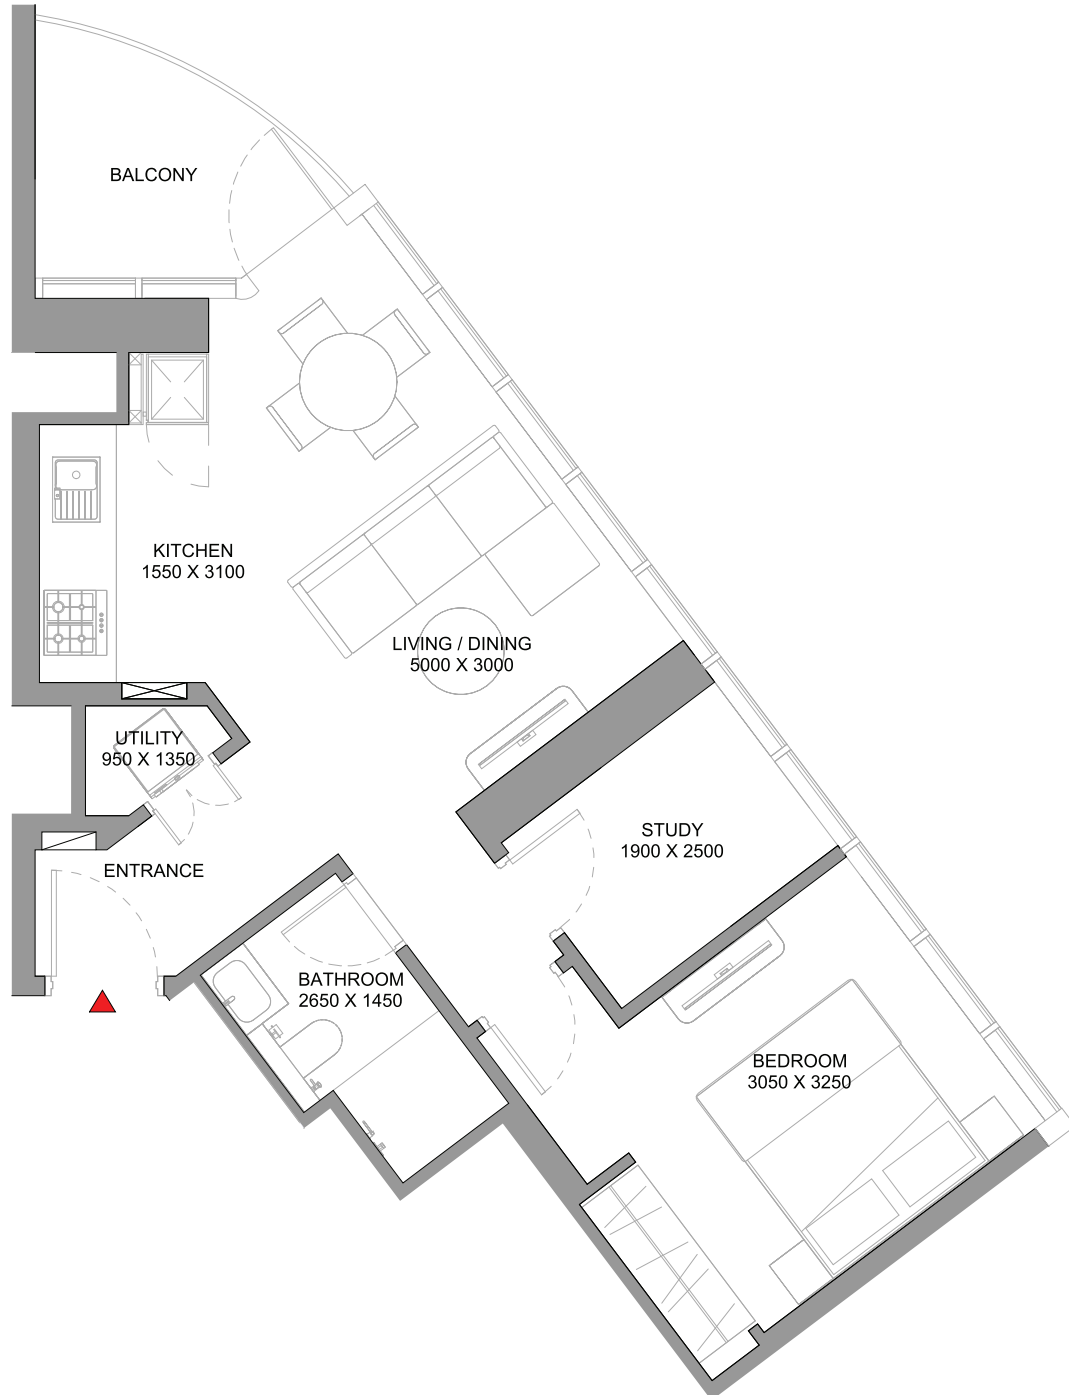 BALCONY
KITCHEN
1550 X 3100
LIVING / DINING
5000 X 3000
UTILITY
950 X 1350
STUDY
1900 X 2500
ENTRANCE
BATHROOM
2650 X 1450
BEDROOM
3050 X 3250